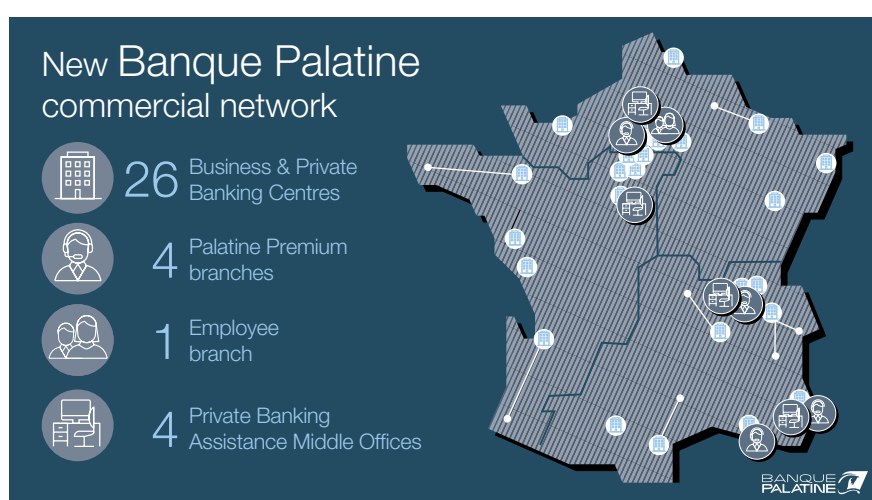 New Banque Palatine
commercial network
26 Business & Private
Banking Centres
4 Palatine Premium
branches
1 Employee
branch
4 Private Banking
Assistance Middle Offices
BANQUE
PALATINE